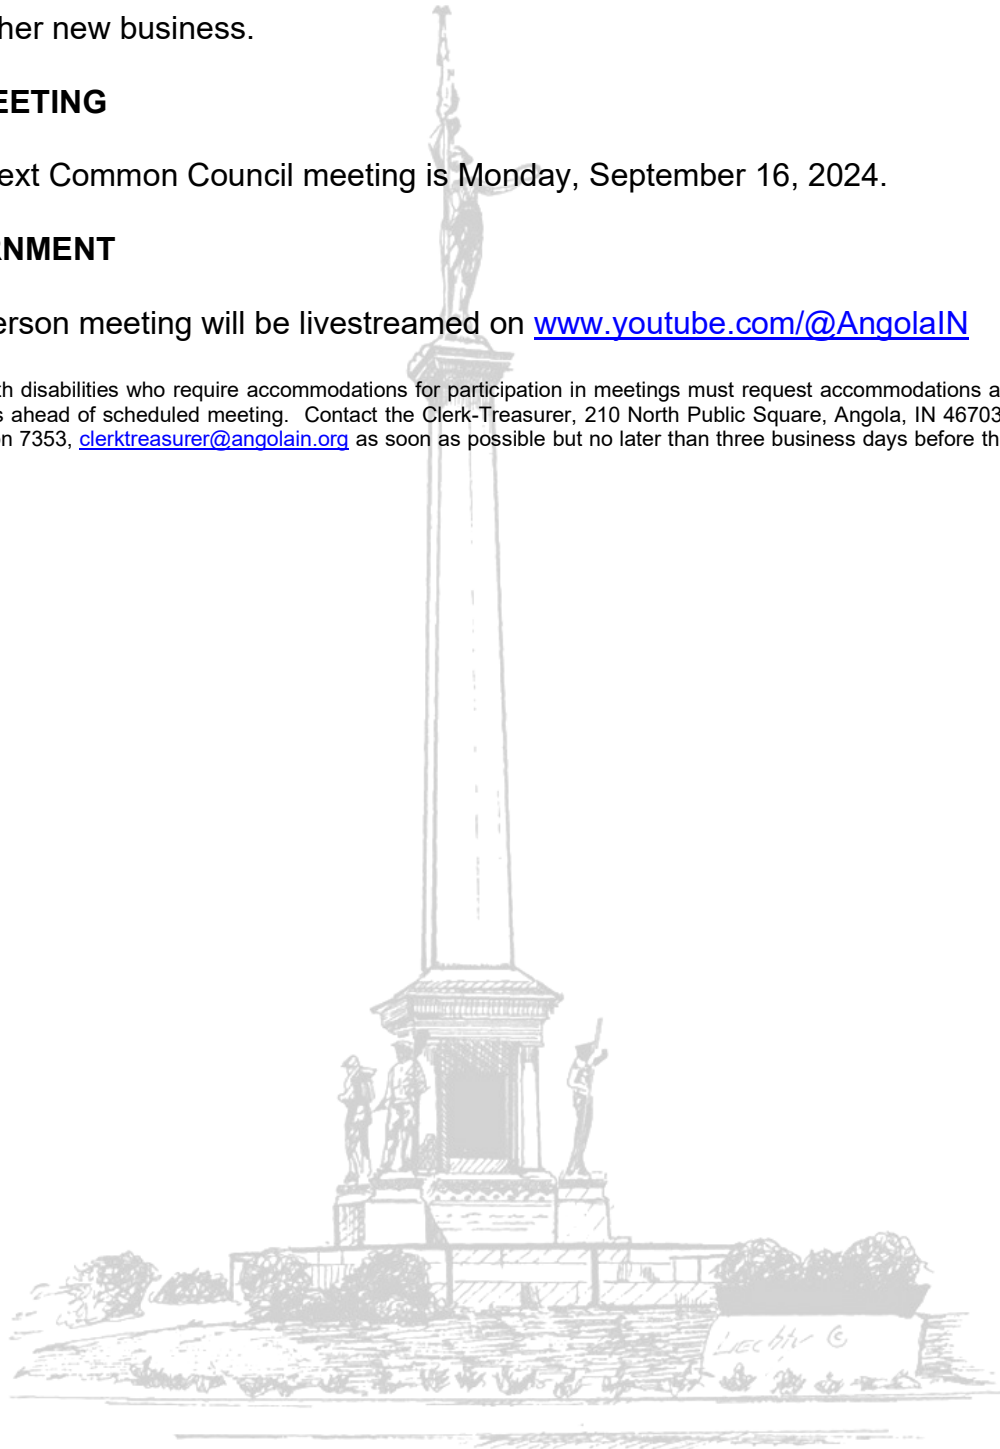 her new business.
EETING
ext Common Council meeting is Monday, September 16, 2024.
RNMENT
erson meeting will be livestreamed on www.youtube.com/@AngolaIN
th disabilities who require accommodations for participation in meetings must request accommodations a
s ahead of scheduled meeting. Contact the Clerk-Treasurer, 210 North Public Square, Angola, IN 46703
on 7353, clerktreasurer@angolain.org as soon as possible but no later than three business days before th